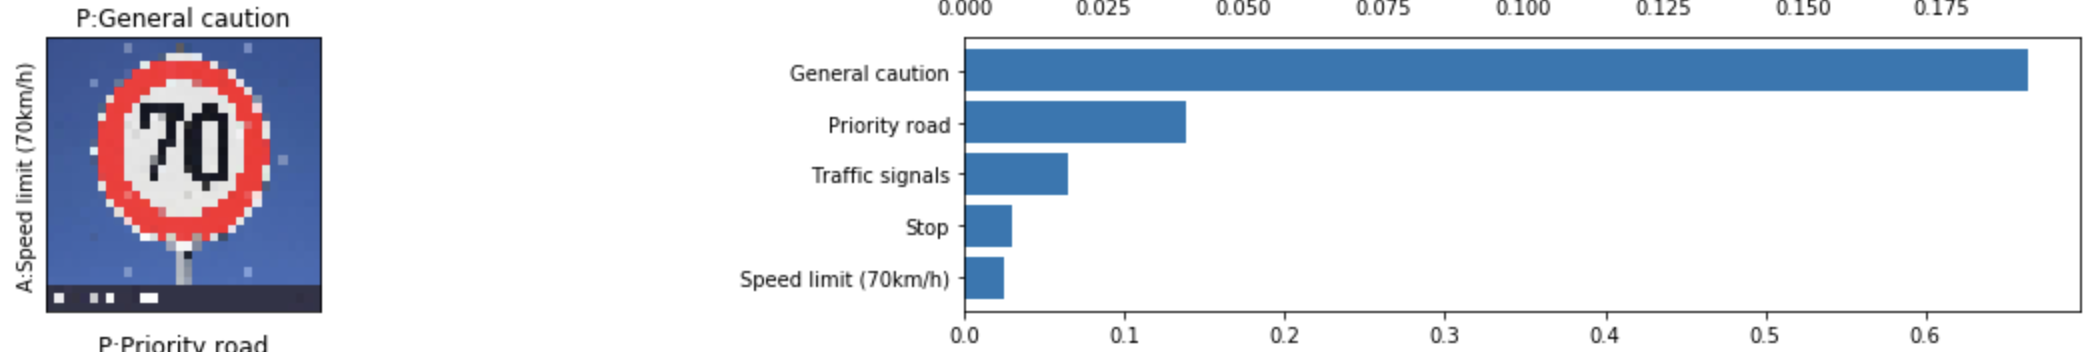 P:General caution
0.000 0.025 0.050 0.075 0.100 0.125 0.150 0.175
A:Speed limit (70km/h)
70
General caution
Priority road
Traffic signals
Stop
Speed limit (70km/h)
0.0 0.1 0.2 0.3 0.4 0.5 0.6
P:Priority road